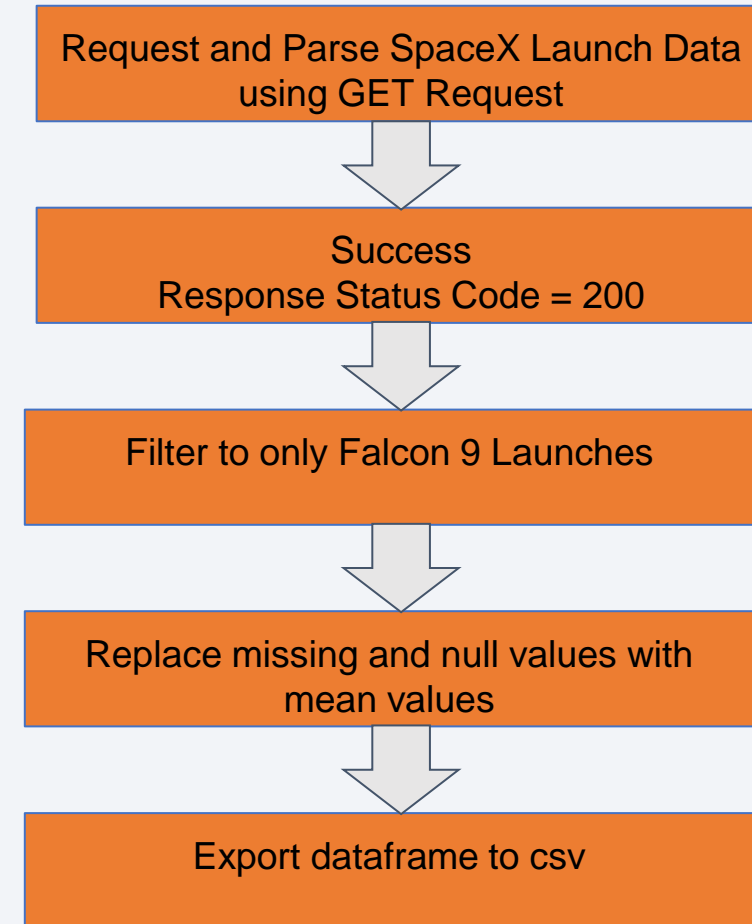 Request and Parse SpaceX Launch Data
using GET Request
Success
Response Status Code = 200
Filter to only Falcon 9 Launches
Replace missing and null values with
mean values
Export dataframe to csv